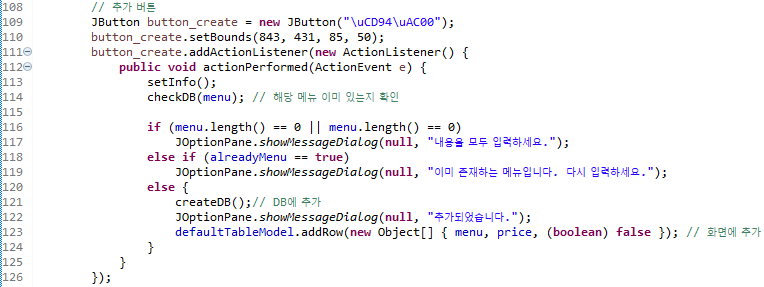 108 // 추가 버튼
109 JButton button_create = new JButton("\uCD94\uAC00");
110 button_create.setBounds(843, 431, 85, 50);
111 button_create.addActionListener(new ActionListener() {
112 public void actionPerformed(ActionEvent e) {
113 setInfo();
114 checkDB(menu); // 해당 메뉴 이미 있는지 확인
115
116 if (menu.length() == 0 || menu.length() == 0)
117 JOptionPane.showMessageDialog(null, "내용을 모두 입력하세요.");
118 else if (alreadyMenu == true)
119 JOptionPane.showMessageDialog(null, "이미 존재하는 메뉴입니다. 다시 입력하세요.");
120 else {
121 createDB();// DB에 추가
122 JOptionPane.showMessageDialog(null, "추가되었습니다.");
123 defaultTableModel.addRow(new Object[] { menu, price, (boolean) false }); // 화면에 추가
124 }
125 }
126 });